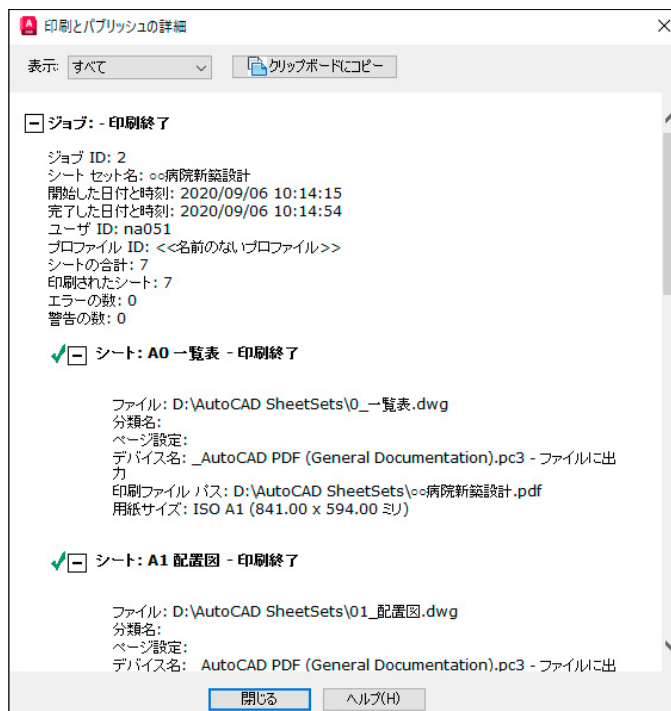 印刷とパブリッシュの詳細
表示: すべて クリップボードにコピー
ジョブ: - 印刷終了
ジョブ ID: 2
シート セット名: ○○病院新築設計
開始した日付と時刻: 2020/09/06 10:14:15
完了した日付と時刻: 2020/09/06 10:14:54
ユーザ ID: na051
プロファイル ID: <<名前のないプロファイル>>
シートの合計: 7
印刷されたシート: 7
エラーの数: 0
警告の数: 0
シート: A0 一覧表 - 印刷終了
ファイル: D:\AutoCAD SheetSets\0_一覧表.dwg
分類名:
ページ設定:
デバイス名: _AutoCAD PDF (General Documentation).pc3 - ファイルに出
力
印刷ファイル パス: D:\AutoCAD SheetSets\○○病院新築設計.pdf
用紙サイズ: ISO A1 (841.00 x 594.00 ミリ)
シート: A1 配置図 - 印刷終了
ファイル: D:\AutoCAD SheetSets\01_配置図.dwg
分類名:
ページ設定:
デバイス名: AutoCAD PDF (General Documentation).pc3 - ファイルに出
閉じる ヘルプ(H)